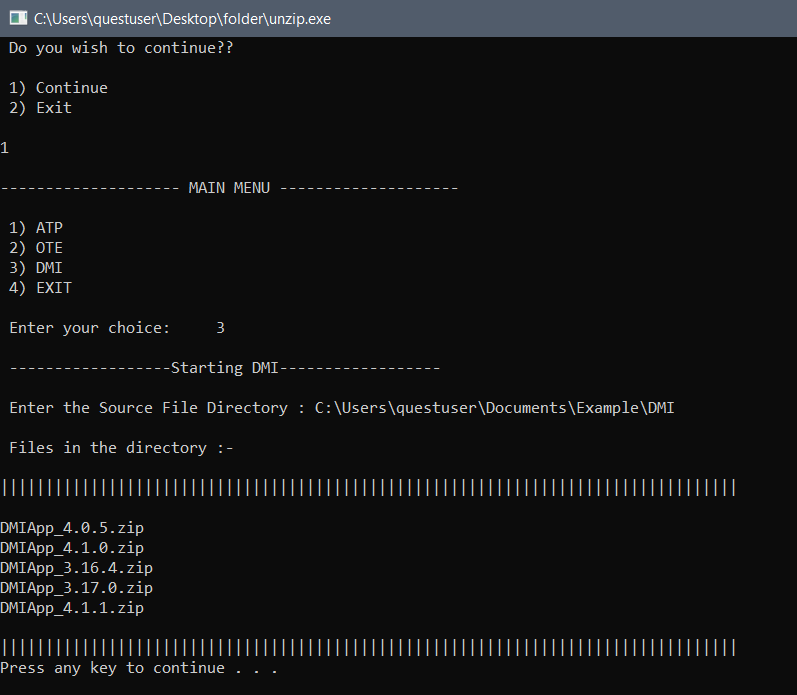 C:\Users\questuser\Desktop\folder\unzip.exe
Do you wish to continue??
1) Continue
2) Exit
1
-------------------- MAIN MENU --------------------
1) ATP
2) OTE
3) DMI
4) EXIT
Enter your choice:     3
------------------Starting DMI------------------
Enter the Source File Directory : C:\Users\questuser\Documents\Example\DMI
Files in the directory :-
||||||||||||||||||||||||||||||||||||||||||||||||||||||||||||||||||||||||||||||||||
DMIApp_4.0.5.zip
DMIApp_4.1.0.zip
DMIApp_3.16.4.zip
DMIApp_3.17.0.zip
DMIApp_4.1.1.zip
||||||||||||||||||||||||||||||||||||||||||||||||||||||||||||||||||||||||||||||||||
Press any key to continue . . .